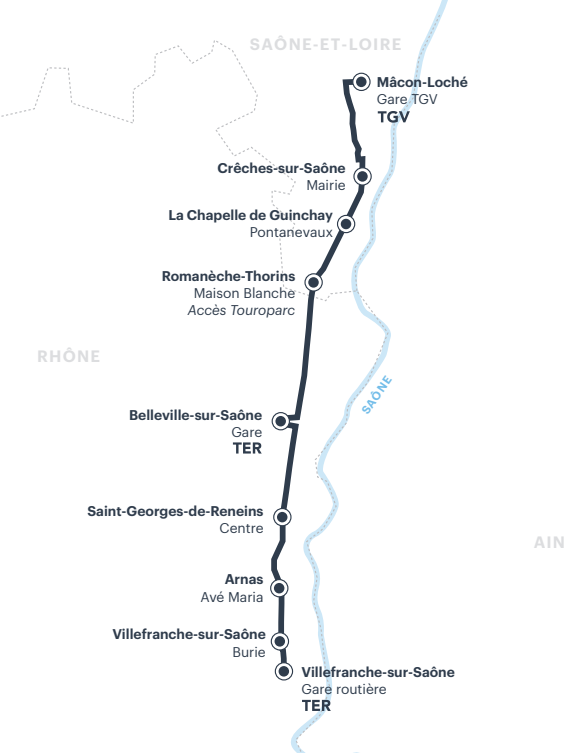 SAÔNE-ET-LOIRE
Mâcon-Loché
Gare TGV
TGV
Crêches-sur-Saône
Mairie
La Chapelle de Guinchay
Pontanevaux
Romanèche-Thorins
Maison Blanche
Accès Touroparc
RHÔNE
SAÔNE
Belleville-sur-Saône
Gare
TER
Saint-Georges-de-Reneins
Centre
AIN
Arnas
Avé Maria
Villefranche-sur-Saône
Burie
Villefranche-sur-Saône
Gare routière
TER